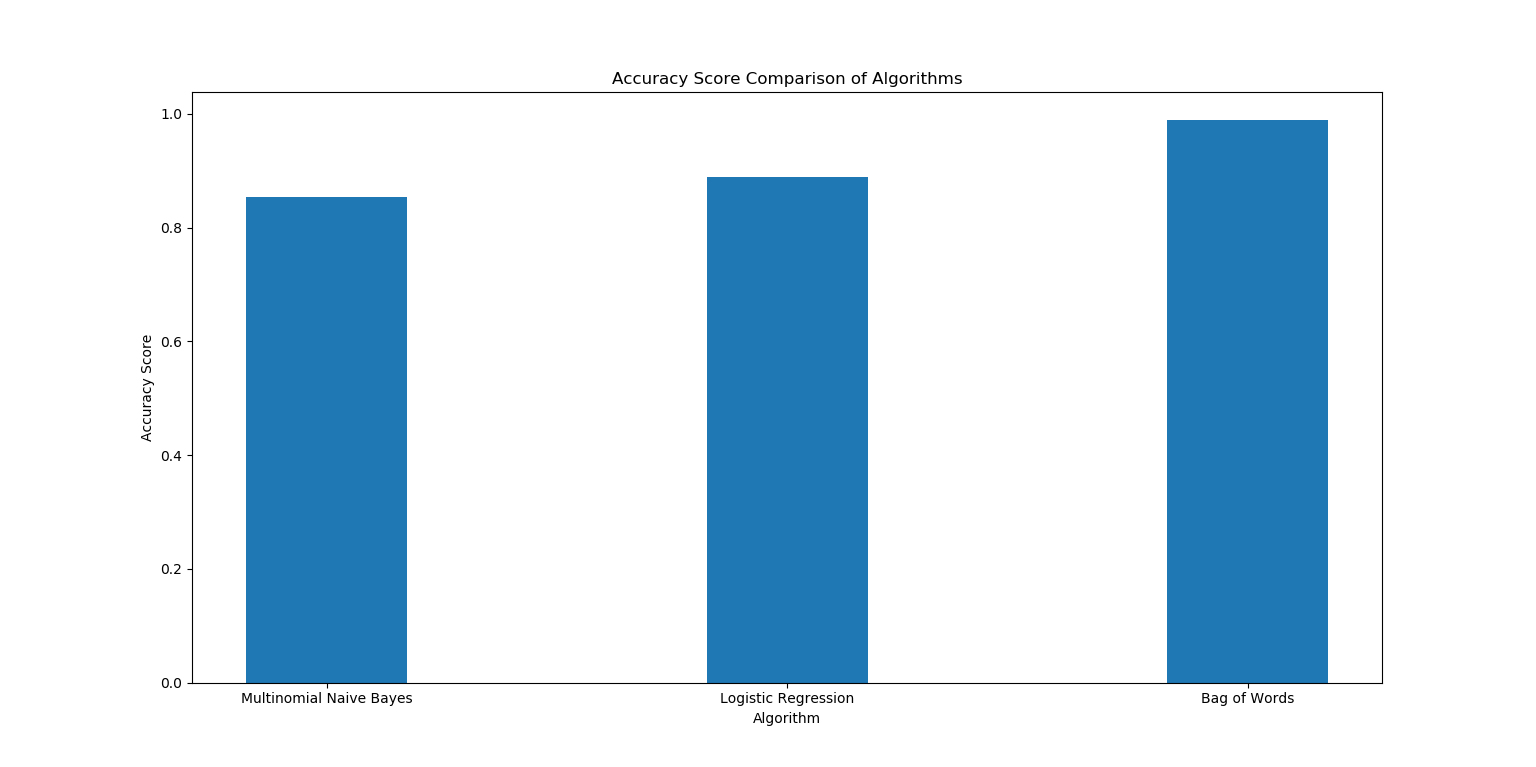 Accuracy Score Comparison of Algorithms
1.0
0.8
0.6
0.4
0.2
0.0
Accuracy Score
Multinomial Naive Bayes Logistic Regression Bag of Words
Algorithm